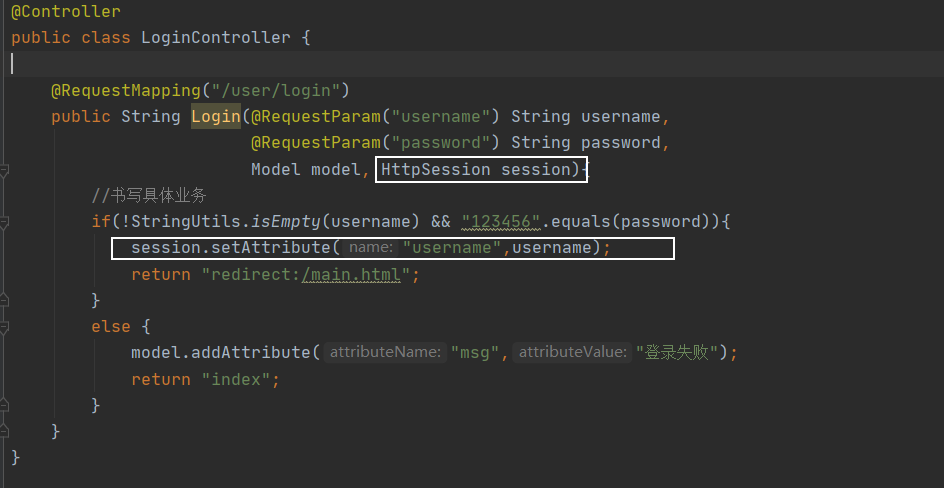 @Controller
public class LoginController {
@RequestMapping("/user/login")
public String Login(@RequestParam("username") String username,
@RequestParam("password") String password,
Model model, HttpSession session){
//书写具体业务
if(!StringUtils.isEmpty(username) && "123456".equals(password)){
session.setAttribute( name: "username",username);
return "redirect:/main.html";
}
else {
model.addAttribute( attributeName: "msg", attributeValue: "登录失败");
return "index";
}
}
}